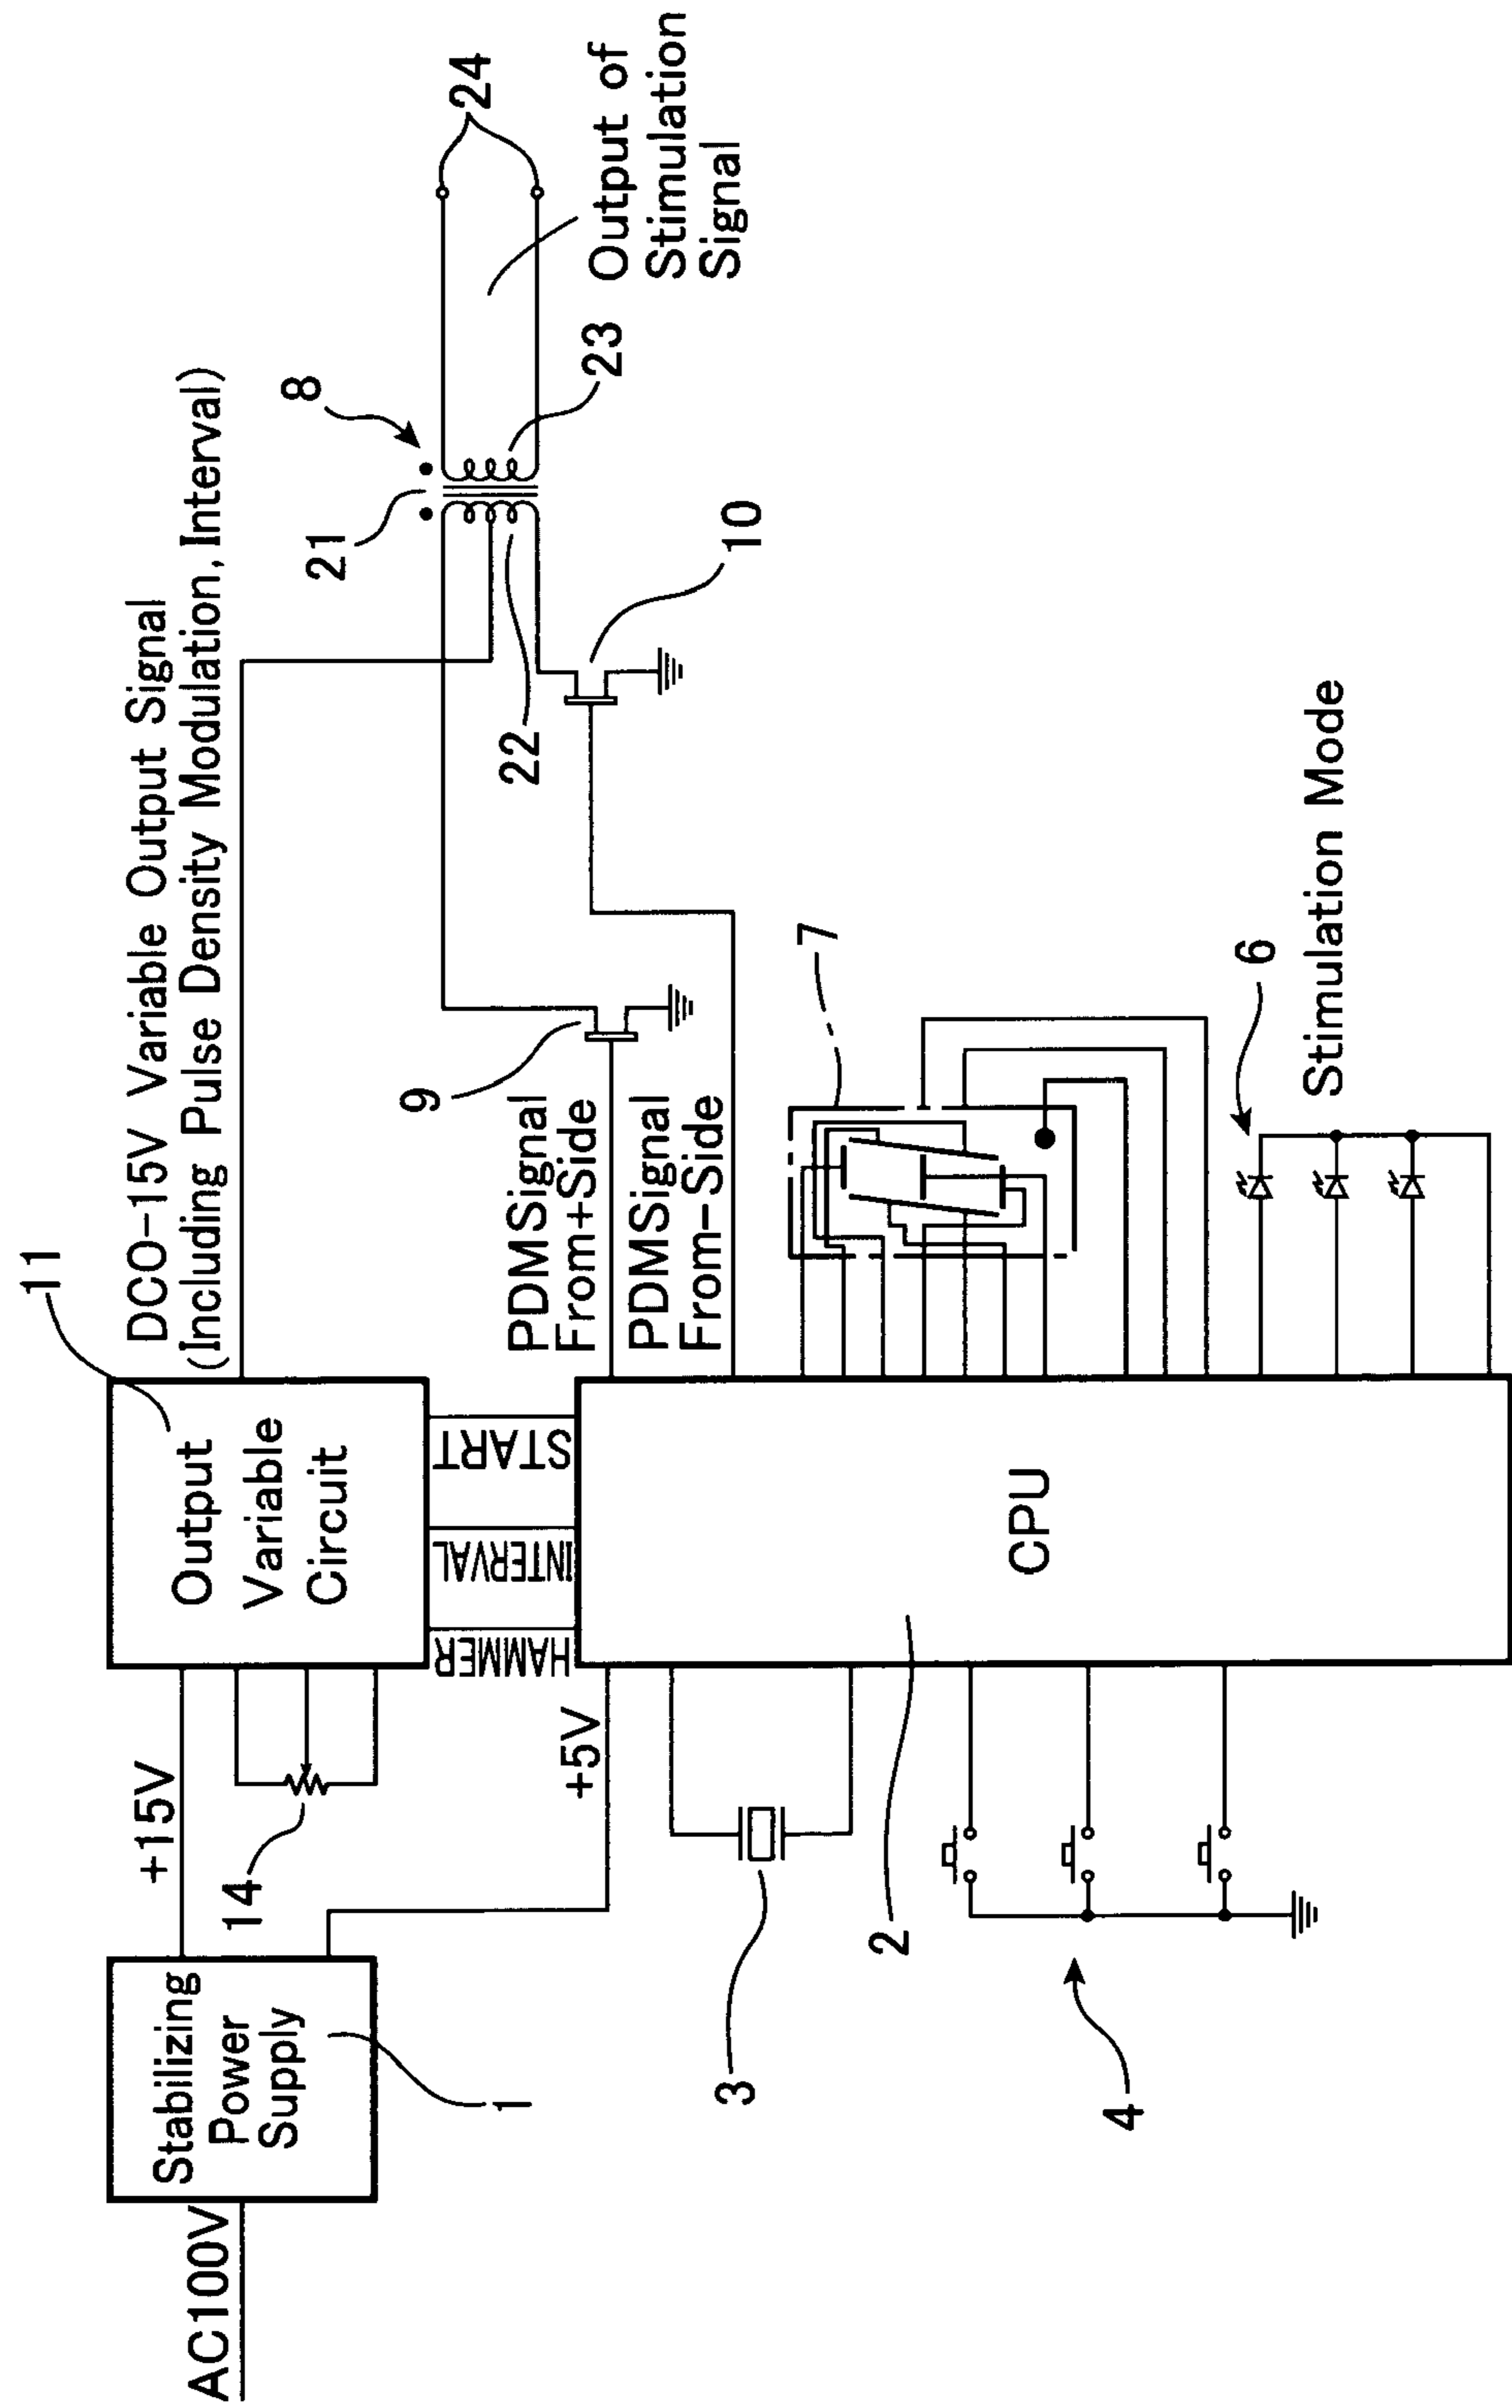 AC100V
Stabilizing
Power
Supply
1
+15V
14
+5V
11
Output
Variable
Circuit
DCO-15V Variable Output Signal
(Including Pulse Density Modulation, Interval)
HAMMER
INTERVAL
START
CPU
2
3
4
PDMSignal
From+Side
PDMSignal
From-Side
9
10
21
8
22
23
24
Output of
Stimulation
Signal
7
6
Stimulation Mode